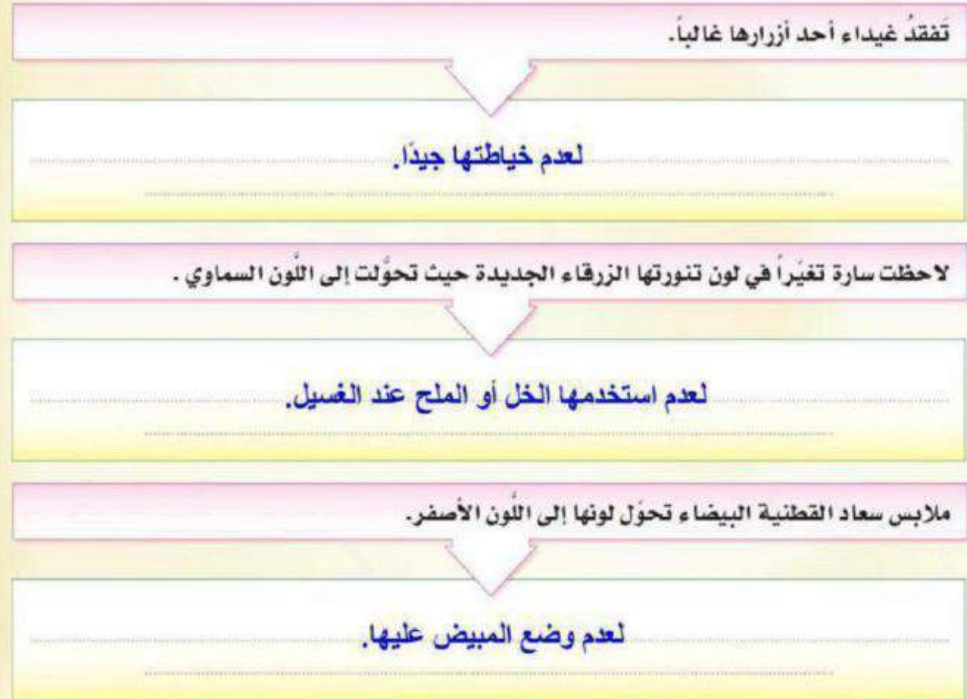 تَفقدُ غيداء أحد أزرارها غالباً.
لعدم خياطتها جيدًا.
لاحظت سارة تغيّراً في لون تنورتها الزرقاء الجديدة حيث تحوَّلت إلى اللَّون السماوي .
لعدم استخدمها الخل أو الملح عند الغسيل.
ملابس سعاد القطنية البيضاء تحوّل لونها إلى اللَّون الأصفر.
لعدم وضع المبيض عليها.